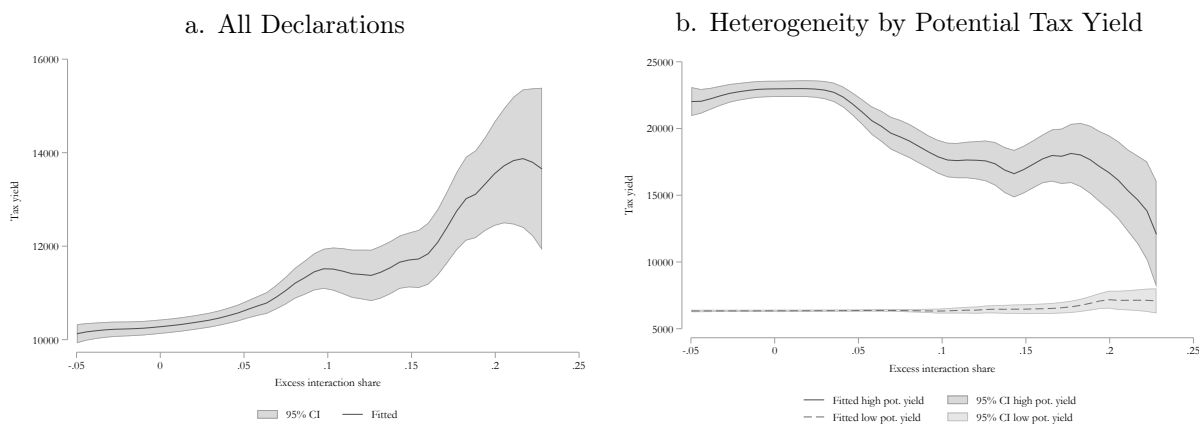 a. All Declarations
16000
14000
12000
10000
Tax yield
-.05 0 .05 .1 .15 .2 .25
Excess interaction share
95% CI Fitted
b. Heterogeneity by Potential Tax Yield
25000
20000
15000
10000
5000
Tax yield
-.05 0 .05 .1 .15 .2 .25
Excess interaction share
Fitted high pot. yield 95% CI high pot. yield
Fitted low pot. yield 95% CI low pot. yield